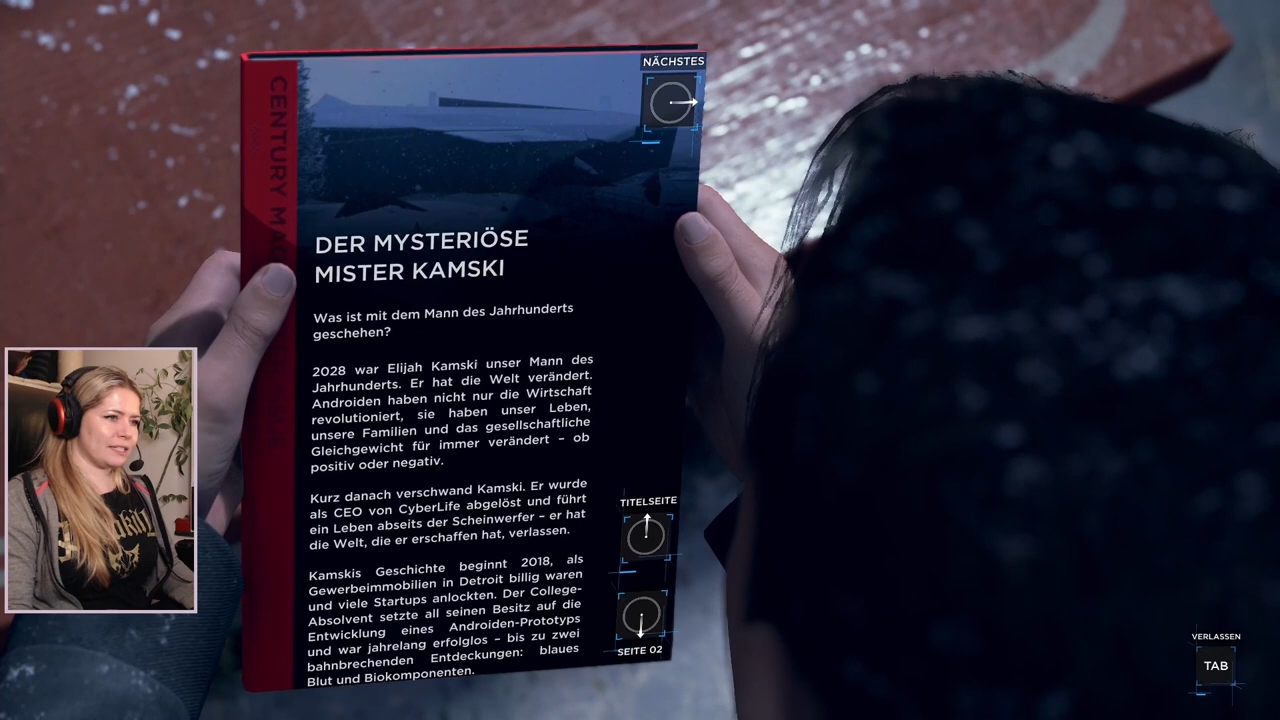 NÄCHSTES
CENTURY MAG
DER MYSTERIÖSE
MISTER KAMSKI
Was ist mit dem Mann des Jahrhunderts
geschehen?
2028 war Elijah Kamski unser Mann des
Jahrhunderts. Er hat die Welt verändert.
Androiden haben nicht nur die Wirtschaft
revolutioniert, sie haben unser Leben,
unsere Familien und das gesellschaftliche
Gleichgewicht für immer verändert – ob
positiv oder negativ.
Kurz danach verschwand Kamski. Er wurde
als CEO von CyberLife abgelöst und führt
ein Leben abseits der Scheinwerfer – er hat
die Welt, die er erschaffen hat, verlassen.
Kamskis Geschichte beginnt 2018, als
Gewerbeimmobilien in Detroit billig waren
und viele Startups anlockten. Der College-
Absolvent setzte all seinen Besitz auf die
Entwicklung eines Androiden-Prototyps
und war jahrelang erfolglos – bis zu zwei
bahnbrechenden Entdeckungen: blaues
Blut und Biokomponenten.
TITELSEITE
SEITE 02
VERLASSEN
TAB